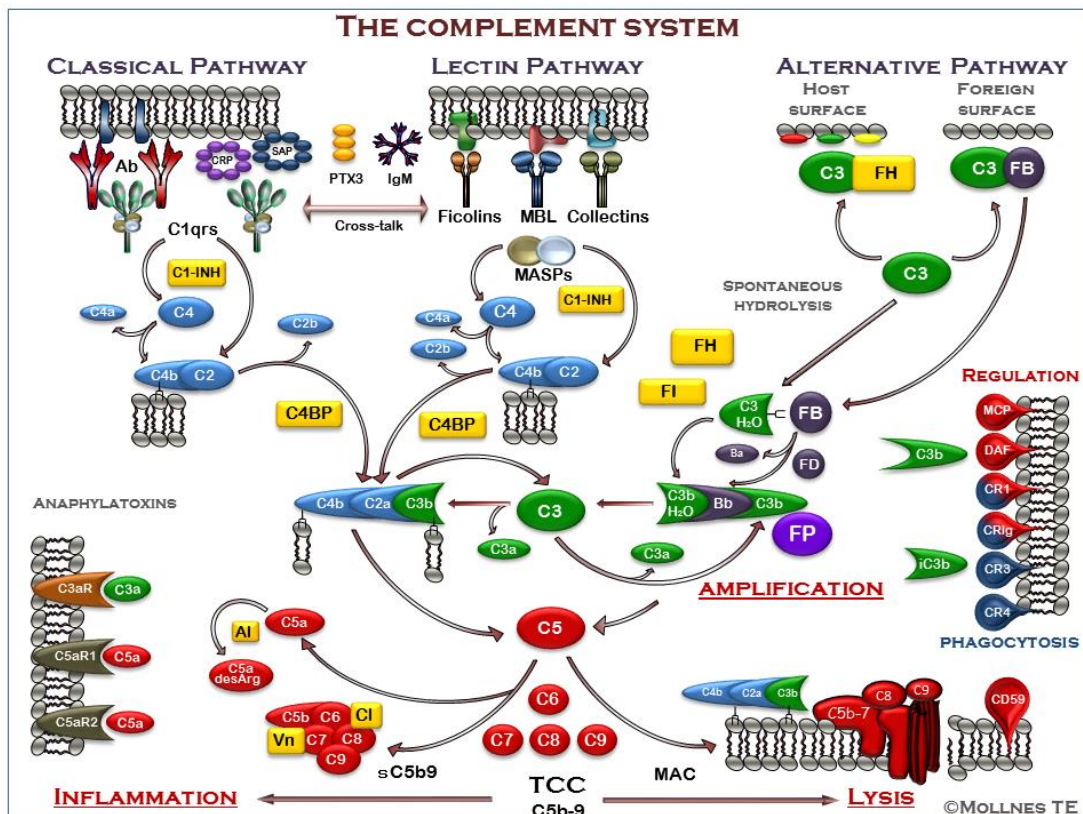 THE COMPLEMENT SYSTEM
CLASSICAL PATHWAY
LECTIN PATHWAY
ALTERNATIVE PATHWAY
HOST
SURFACE
FOREIGN
SURFACE
Ab
CRP
SAP
PTX3
IgM
Cross-talk
Ficolins
MBL
Collectins
C3
FH
C3
FB
C1qrs
C1-INH
MASPs
C1-INH
C3
SPONTANEOUS
HYDROLYSIS
C4a
C4
C2b
C4a
C4
C2b
C4b
C2
C4b
C2
FH
FI
C4BP
C4BP
C3
H₂O
FB
Ba
FD
REGULATION
MCP
DAF
CR1
CRIg
CR3
CR4
C3b
iC3b
PHAGOCYTOSIS
C4b
C2a
C3b
C3
C3a
C3b
H₂O
Bb
C3b
FP
C3a
AMPLIFICATION
ANAPHYLATOXINS
C3aR
C3a
C5aR1
C5a
C5aR2
C5a
AI
C5a
C5a
desArg
C5
C6
C7
C8
C9
C5b
C6
CI
Vn
C7
C8
C9
sC5b9
TCC
C5b-9
MAC
C4b
C2a
C3b
C5b-7
C8
C9
CD59
INFLAMMATION
LYSIS
©MOLLNES TE